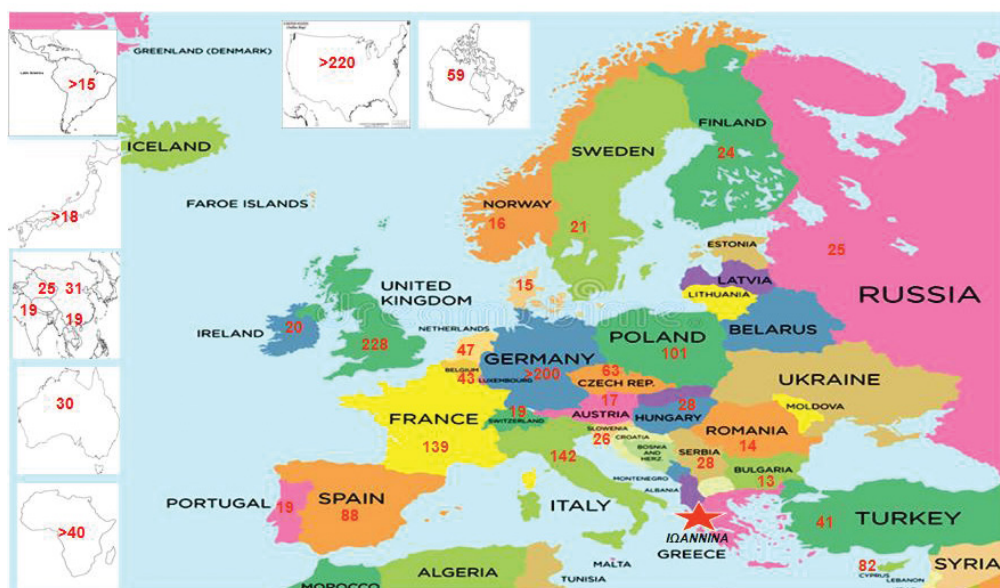 GREENLAND (DENMARK)
>15
>220
59
ICELAND
FINLAND
24
SWEDEN
21
FAROE ISLANDS
NORWAY
16
>18
ESTONIA
25
RUSSIA
LATVIA
LITHUANIA
15
25
31
19
19
UNITED
KINGDOM
228
IRELAND
20
NETHERLANDS
47
BELGIUM
43
LUXEMBOURG
GERMANY
>200
POLAND
101
BELARUS
63
CZECH REP.
UKRAINE
30
FRANCE
139
19
SWITZERLAND
17
AUSTRIA
28
HUNGARY
MOLDOVA
SLOVENIA
26
CROATIA
ROMANIA
14
BOSNIA
AND
HERZ.
SERBIA
28
142
ITALY
MONTENEGRO
BULGARIA
13
ALBANIA
PORTUGAL
19
SPAIN
88
>40
ΙΩΑΝΝΙΝΑ
GREECE
41
TURKEY
82
CYPRUS
LEBANON
SYRIA
MALTA
TUNISIA
ALGERIA
MOROCCO